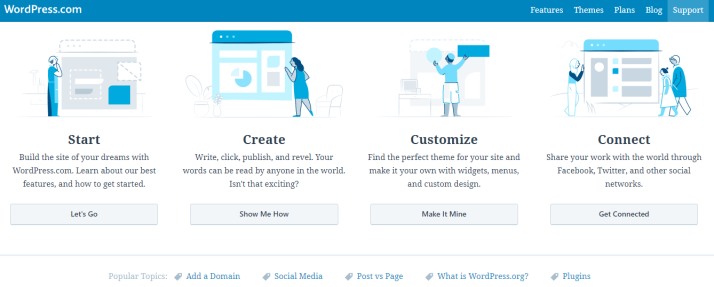 WordPress.com Features Themes Plans Blog Support
Start
Build the site of your dreams with
WordPress.com. Learn about our best
features, and how to get started.
Let's Go
Create
Write, click, publish, and revel. Your
words can be read by anyone in the world.
Isn't that exciting?
Show Me How
Customize
Find the perfect theme for your site and
make it your own with widgets, menus,
and custom design.
Make It Mine
Connect
Share your work with the world through
Facebook, Twitter, and other social
networks.
Get Connected
Popular Topics: Add a Domain Social Media Post vs Page What is WordPress.org? Plugins